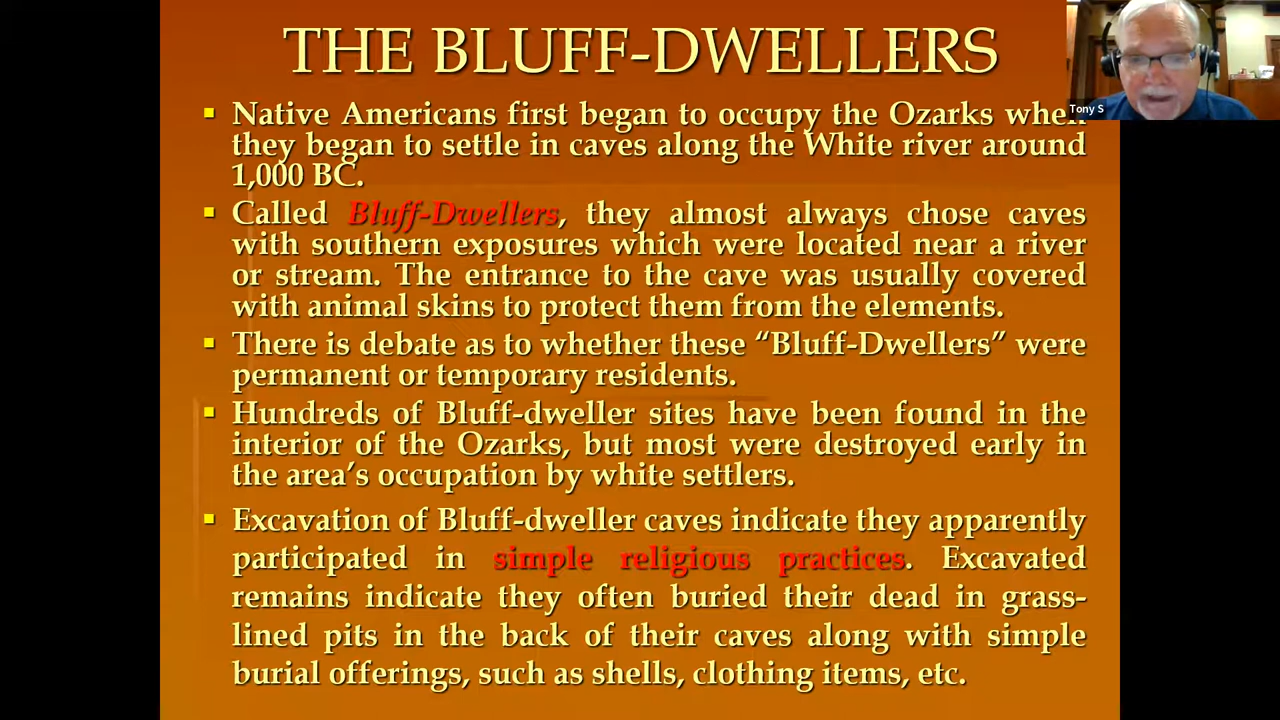 THE BLUFF-DWELLERS
Tony S
Native Americans first began to occupy the Ozarks when
they began to settle in caves along the White river around
1,000 BC.
Called Bluff-Dwellers, they almost always chose caves
with southern exposures which were located near a river
or stream. The entrance to the cave was usually covered
with animal skins to protect them from the elements.
There is debate as to whether these “Bluff-Dwellers” were
permanent or temporary residents.
Hundreds of Bluff-dweller sites have been found in the
interior of the Ozarks, but most were destroyed early in
the area’s occupation by white settlers.
Excavation of Bluff-dweller caves indicate they apparently
participated in simple religious practices. Excavated
remains indicate they often buried their dead in grass-
lined pits in the back of their caves along with simple
burial offerings, such as shells, clothing items, etc.